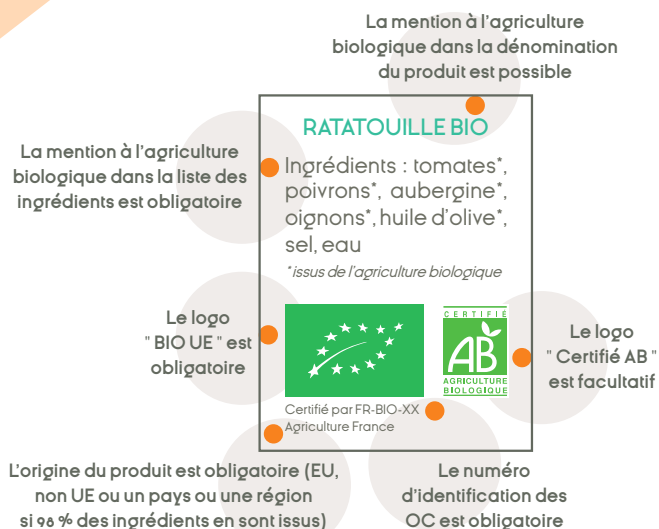 La mention à l'agriculture
biologique dans la dénomination
du produit est possible
RATATOUILLE BIO
La mention à l'agriculture
biologique dans la liste des
ingrédients est obligatoire
Ingrédients : tomates*,
poivrons*, aubergine*,
oignons*, huile d'olive*,
sel, eau
*issus de l'agriculture biologique
Le logo
" BIO UE " est
obligatoire
CERTIFIÉ
AB
AGRICULTURE
BIOLOGIQUE
Le logo
" Certifié AB "
est facultatif
Certifié par FR-BIO-XX
Agriculture France
L'origine du produit est obligatoire (EU,
non UE ou un pays ou une région
si 98 % des ingrédients en sont issus)
Le numéro
d'identification des
OC est obligatoire